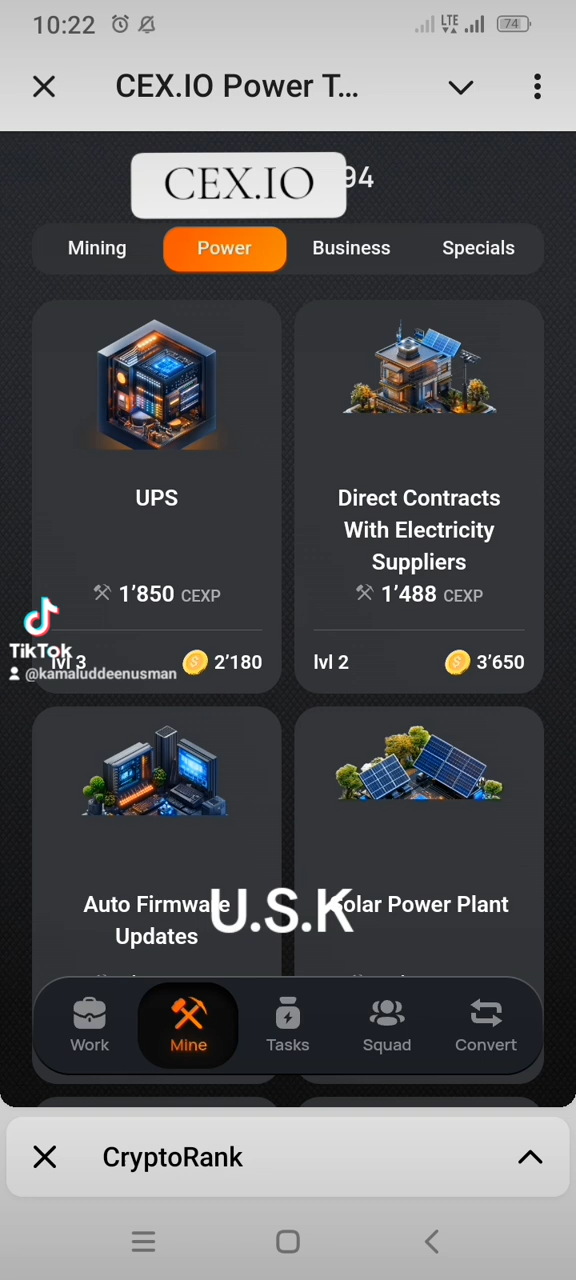 10:22
LTE
74
CEX.IO Power T...
CEX.IO
94
Mining
Power
Business
Specials
UPS
1’850 CEXP
lvl 3
2’180
Direct Contracts
With Electricity
Suppliers
1’488 CEXP
lvl 2
3’650
TikTok
@kamaluddeenusman
Auto Firmware
Updates
Solar Power Plant
U.S.K
Work
Mine
Tasks
Squad
Convert
CryptoRank